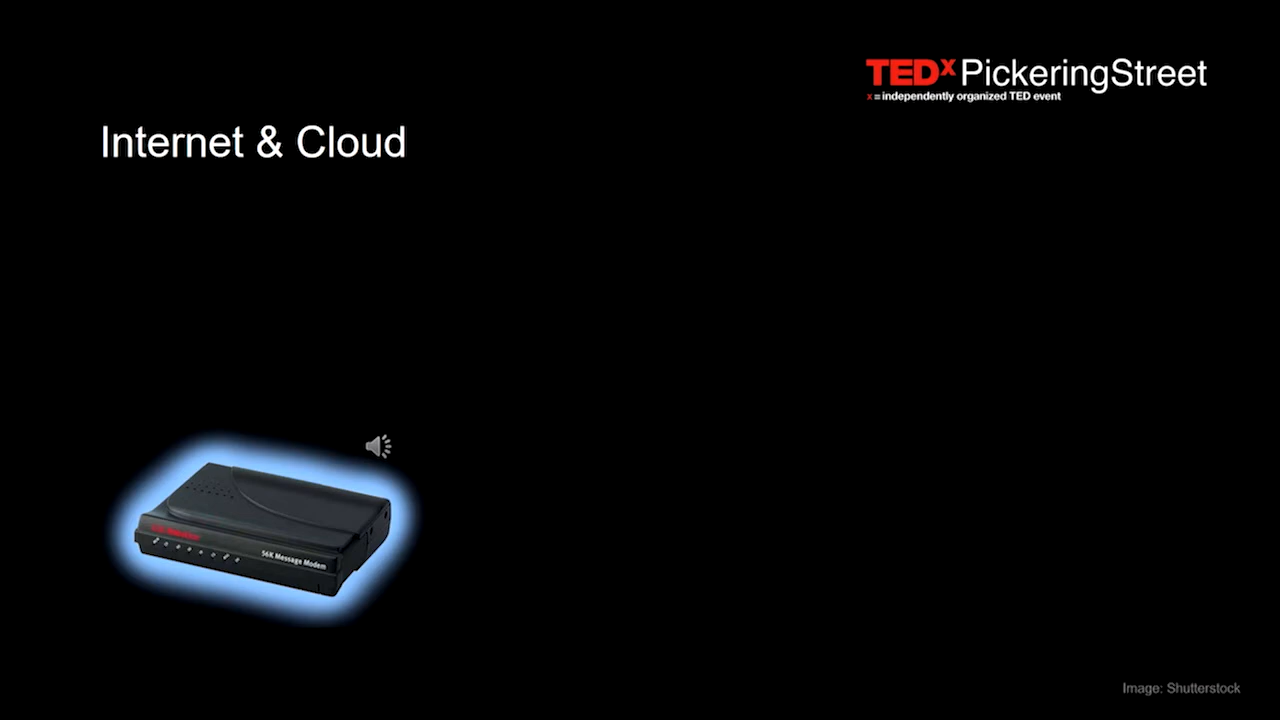 TEDx PickeringStreet
x = independently organized TED event
Internet & Cloud
56K Message Modem
Image: Shutterstock